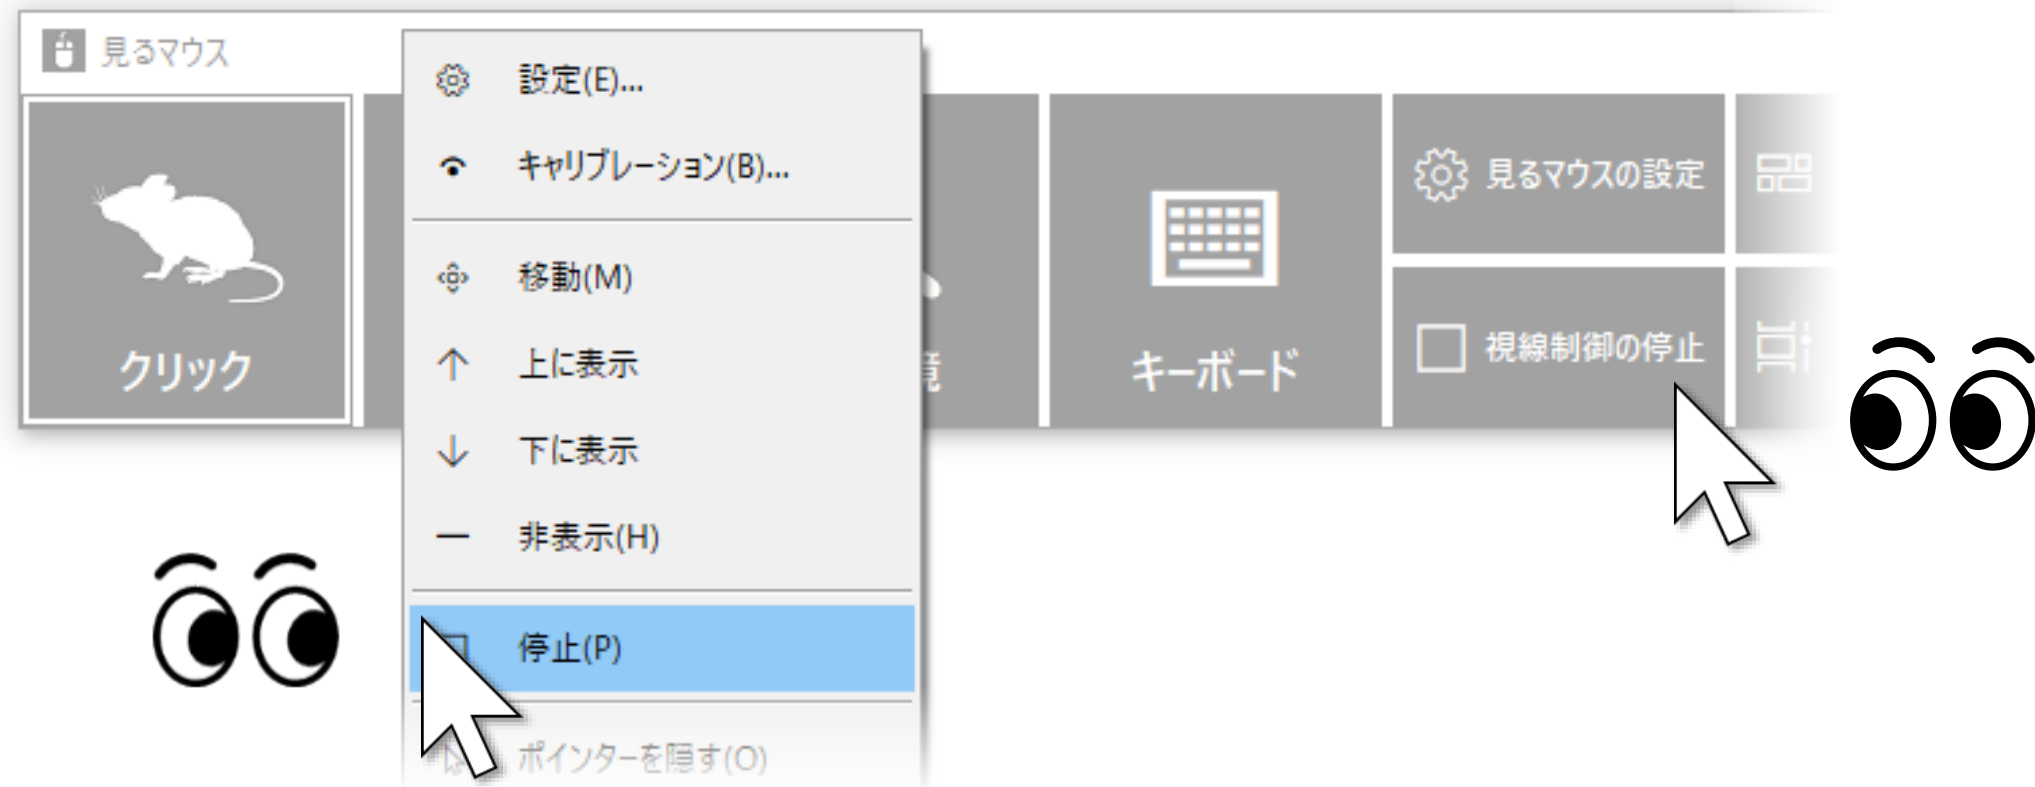 見るマウス
クリック
設定(E)...
キャリブレーション(B)...
移動(M)
上に表示
下に表示
非表示(H)
停止(P)
ポインターを隠す(O)
鏡
キーボード
見るマウスの設定
視線制御の停止